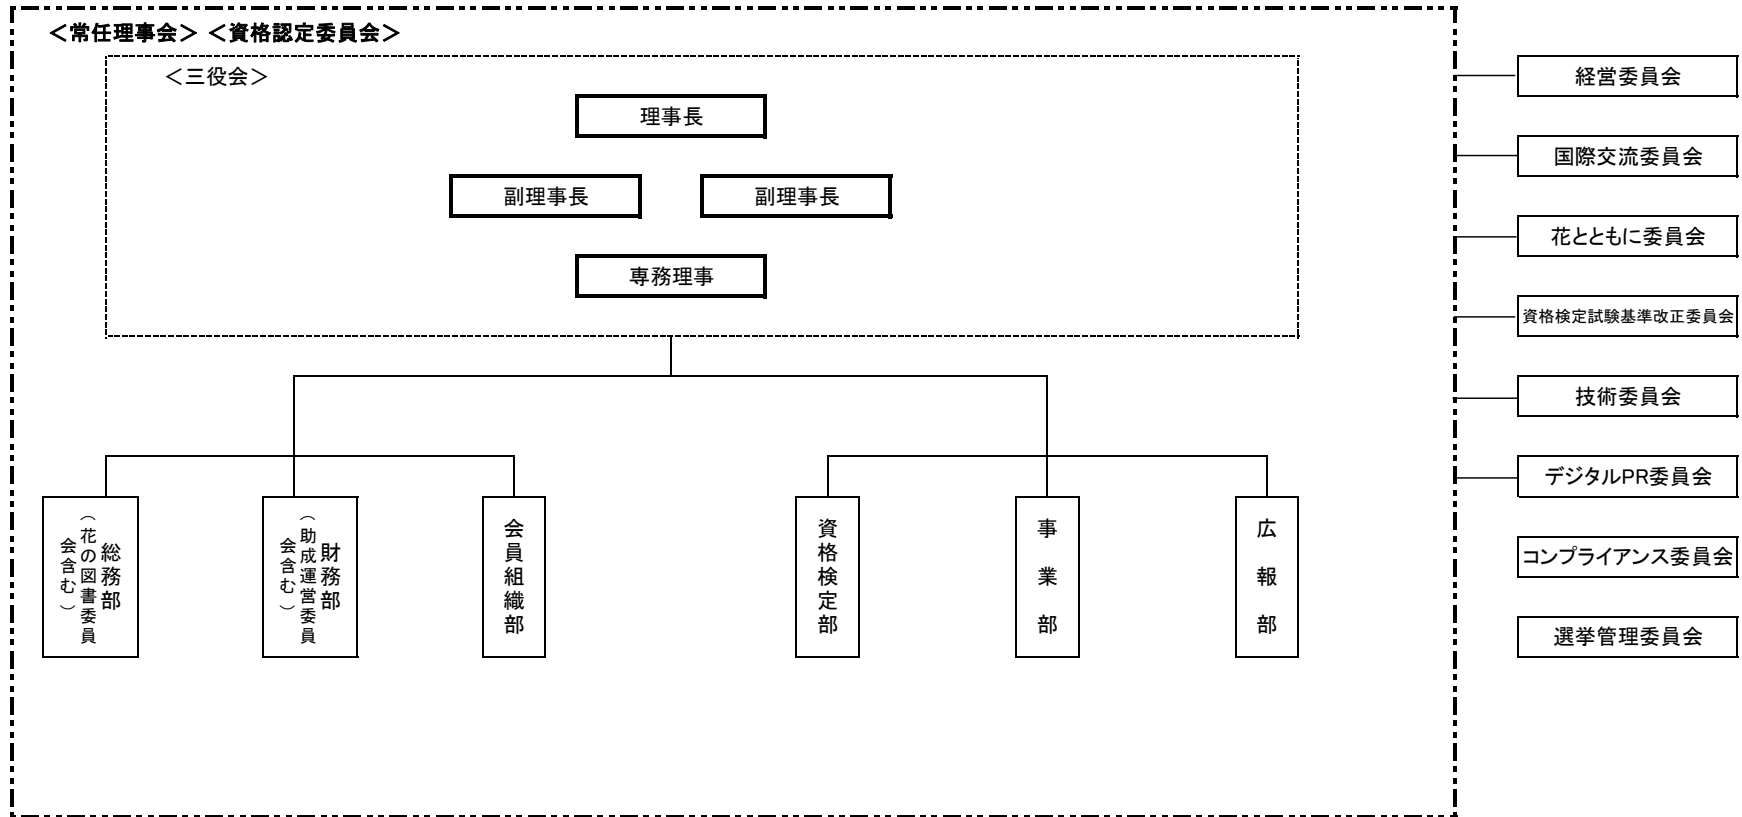 ＜常任理事会＞ ＜資格認定委員会＞
＜三役会＞
理事長
副理事長
副理事長
専務理事
総務部
（花の図書委員
会含む）
財務部
（助成運営委員
会含む）
会員組織部
資格検定部
事業部
広報部
経営委員会
国際交流委員会
花とともに委員会
資格検定試験基準改正委員会
技術委員会
デジタルPR委員会
コンプライアンス委員会
選挙管理委員会